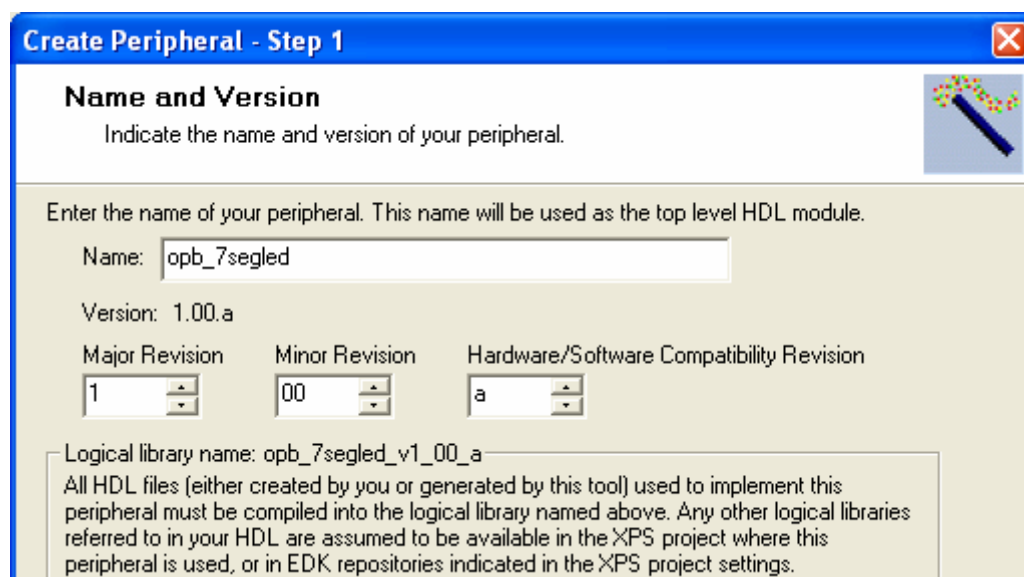 Create Peripheral - Step 1
Name and Version
Indicate the name and version of your peripheral.
Enter the name of your peripheral. This name will be used as the top level HDL module.
Name: opb_7segled
Version: 1.00.a
Major Revision Minor Revision Hardware/Software Compatibility Revision
1 00 a
Logical library name: opb_7segled_v1_00_a
All HDL files (either created by you or generated by this tool) used to implement this
peripheral must be compiled into the logical library named above. Any other logical libraries
referred to in your HDL are assumed to be available in the XPS project where this
peripheral is used, or in EDK repositories indicated in the XPS project settings.